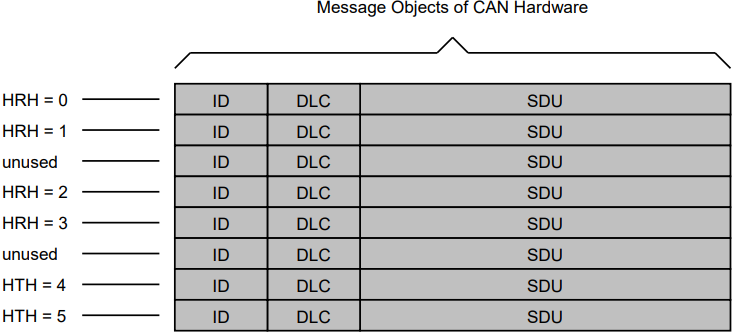 Message Objects of CAN Hardware
HRH = 0 ID DLC SDU
HRH = 1 ID DLC SDU
unused ID DLC SDU
HRH = 2 ID DLC SDU
HRH = 3 ID DLC SDU
unused ID DLC SDU
HTH = 4 ID DLC SDU
HTH = 5 ID DLC SDU